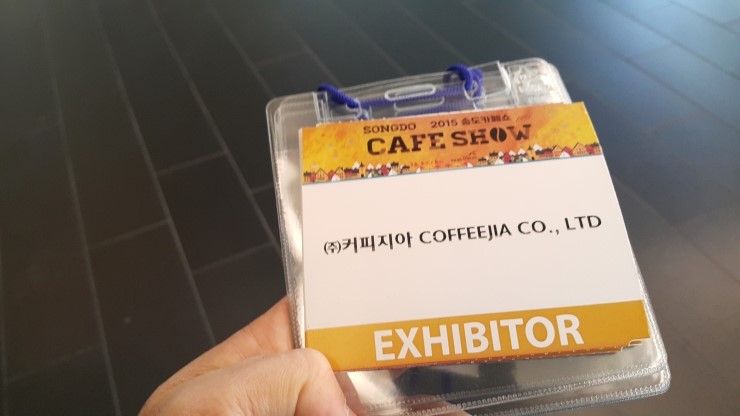 SONGDO 2015 송도카페쇼
CAFE SHOW
㈜커피지아 COFFEEJIA CO., LTD
EXHIBITOR